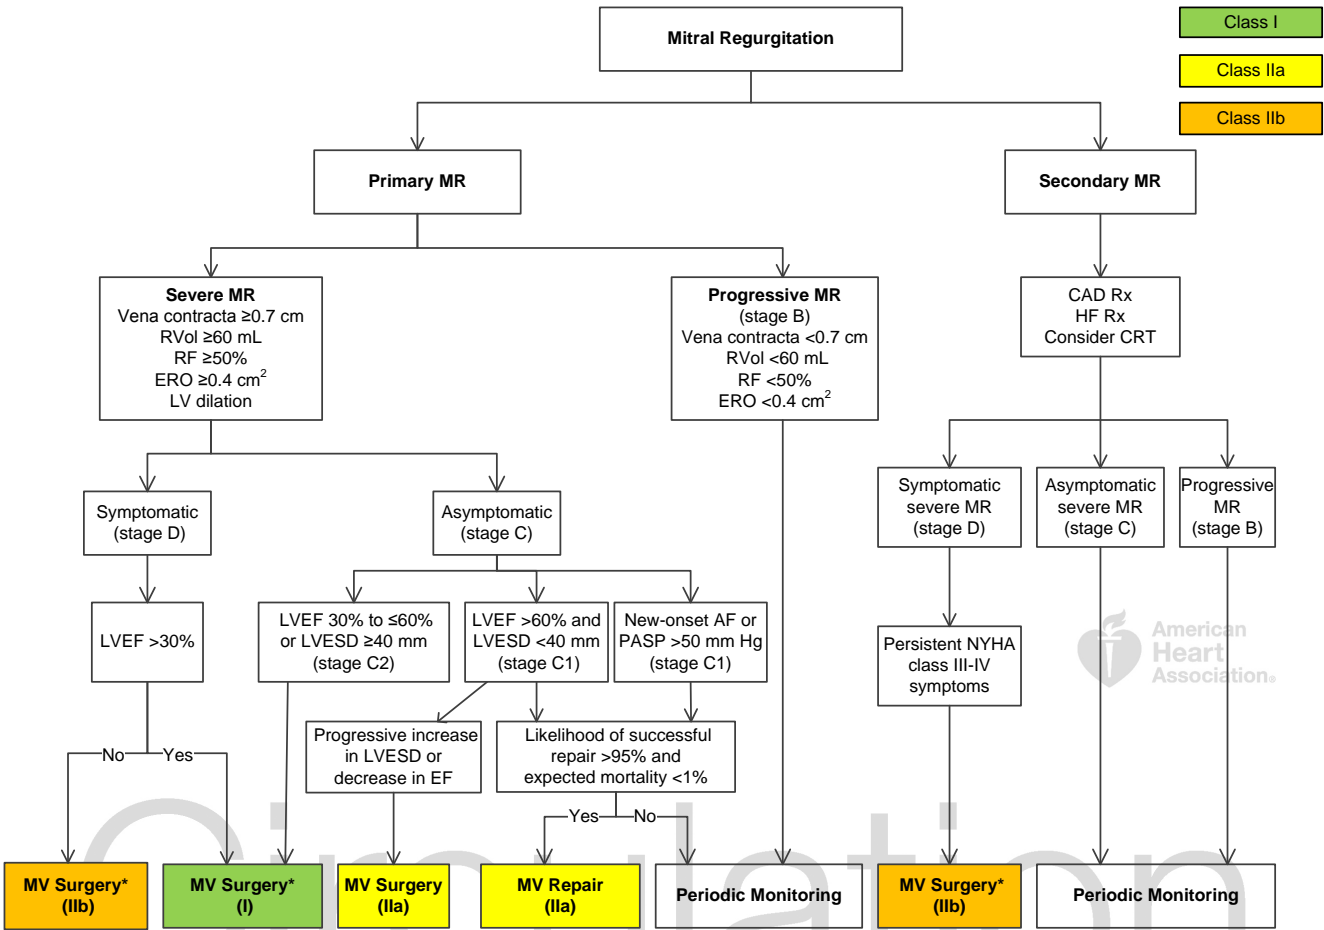 Mitral Regurgitation
Class I
Class IIa
Class IIb
Primary MR
Secondary MR
Severe MR
Vena contracta ≥0.7 cm
RVol ≥60 mL
RF ≥50%
ERO ≥0.4 cm²
LV dilation
Progressive MR
(stage B)
Vena contracta <0.7 cm
RVol <60 mL
RF <50%
ERO <0.4 cm²
CAD Rx
HF Rx
Consider CRT
Symptomatic
(stage D)
Asymptomatic
(stage C)
Symptomatic
severe MR
(stage D)
Asymptomatic
severe MR
(stage C)
Progressive
MR
(stage B)
LVEF >30%
LVEF 30% to ≤60%
or LVESD ≥40 mm
(stage C2)
LVEF >60% and
LVESD <40 mm
(stage C1)
New-onset AF or
PASP >50 mm Hg
(stage C1)
Persistent NYHA
class III-IV
symptoms
American
Heart
Association®
Progressive increase
in LVESD or
decrease in EF
Likelihood of successful
repair >95% and
expected mortality <1%
No
Yes
Yes
No
MV Surgery*
(IIb)
MV Surgery*
(I)
MV Surgery
(IIa)
MV Repair
(IIa)
Periodic Monitoring
MV Surgery*
(IIb)
Periodic Monitoring
Circulation